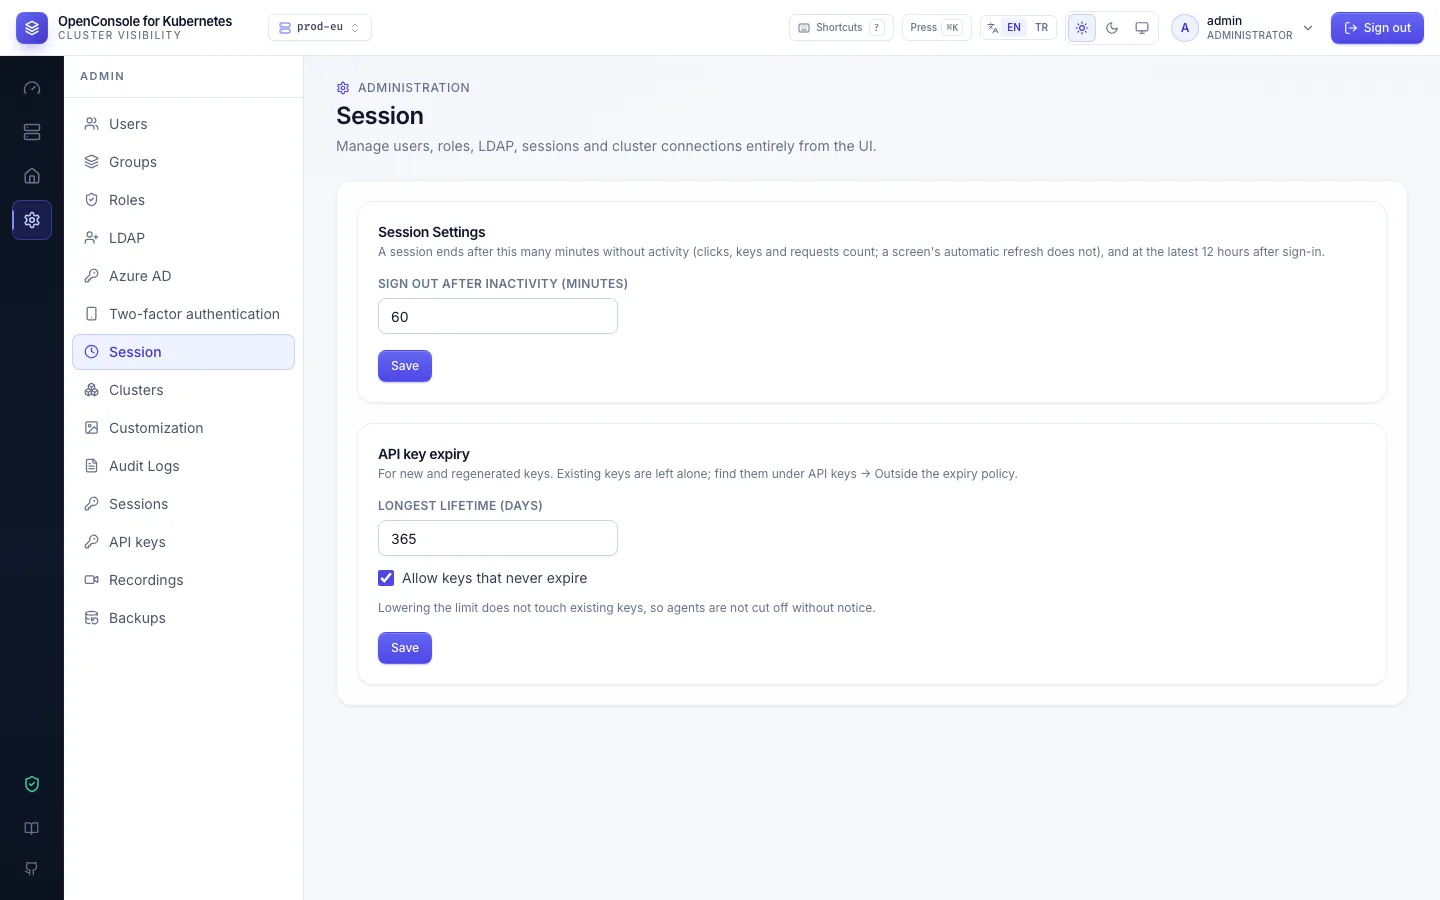 OpenConsole for Kubernetes
CLUSTER VISIBILITY
prod-eu
Shortcuts ?
Press ⌘K
EN TR
A
admin
ADMINISTRATOR
Sign out
ADMIN
Users
Groups
Roles
LDAP
Azure AD
Two-factor authentication
Session
Clusters
Customization
Audit Logs
Sessions
API keys
Recordings
Backups
ADMINISTRATION
Session
Manage users, roles, LDAP, sessions and cluster connections entirely from the UI.
Session Settings
A session ends after this many minutes without activity (clicks, keys and requests count; a screen's automatic refresh does not), and at the latest 12 hours after sign-in.
SIGN OUT AFTER INACTIVITY (MINUTES)
60
Save
API key expiry
For new and regenerated keys. Existing keys are left alone; find them under API keys → Outside the expiry policy.
LONGEST LIFETIME (DAYS)
365
Allow keys that never expire
Lowering the limit does not touch existing keys, so agents are not cut off without notice.
Save